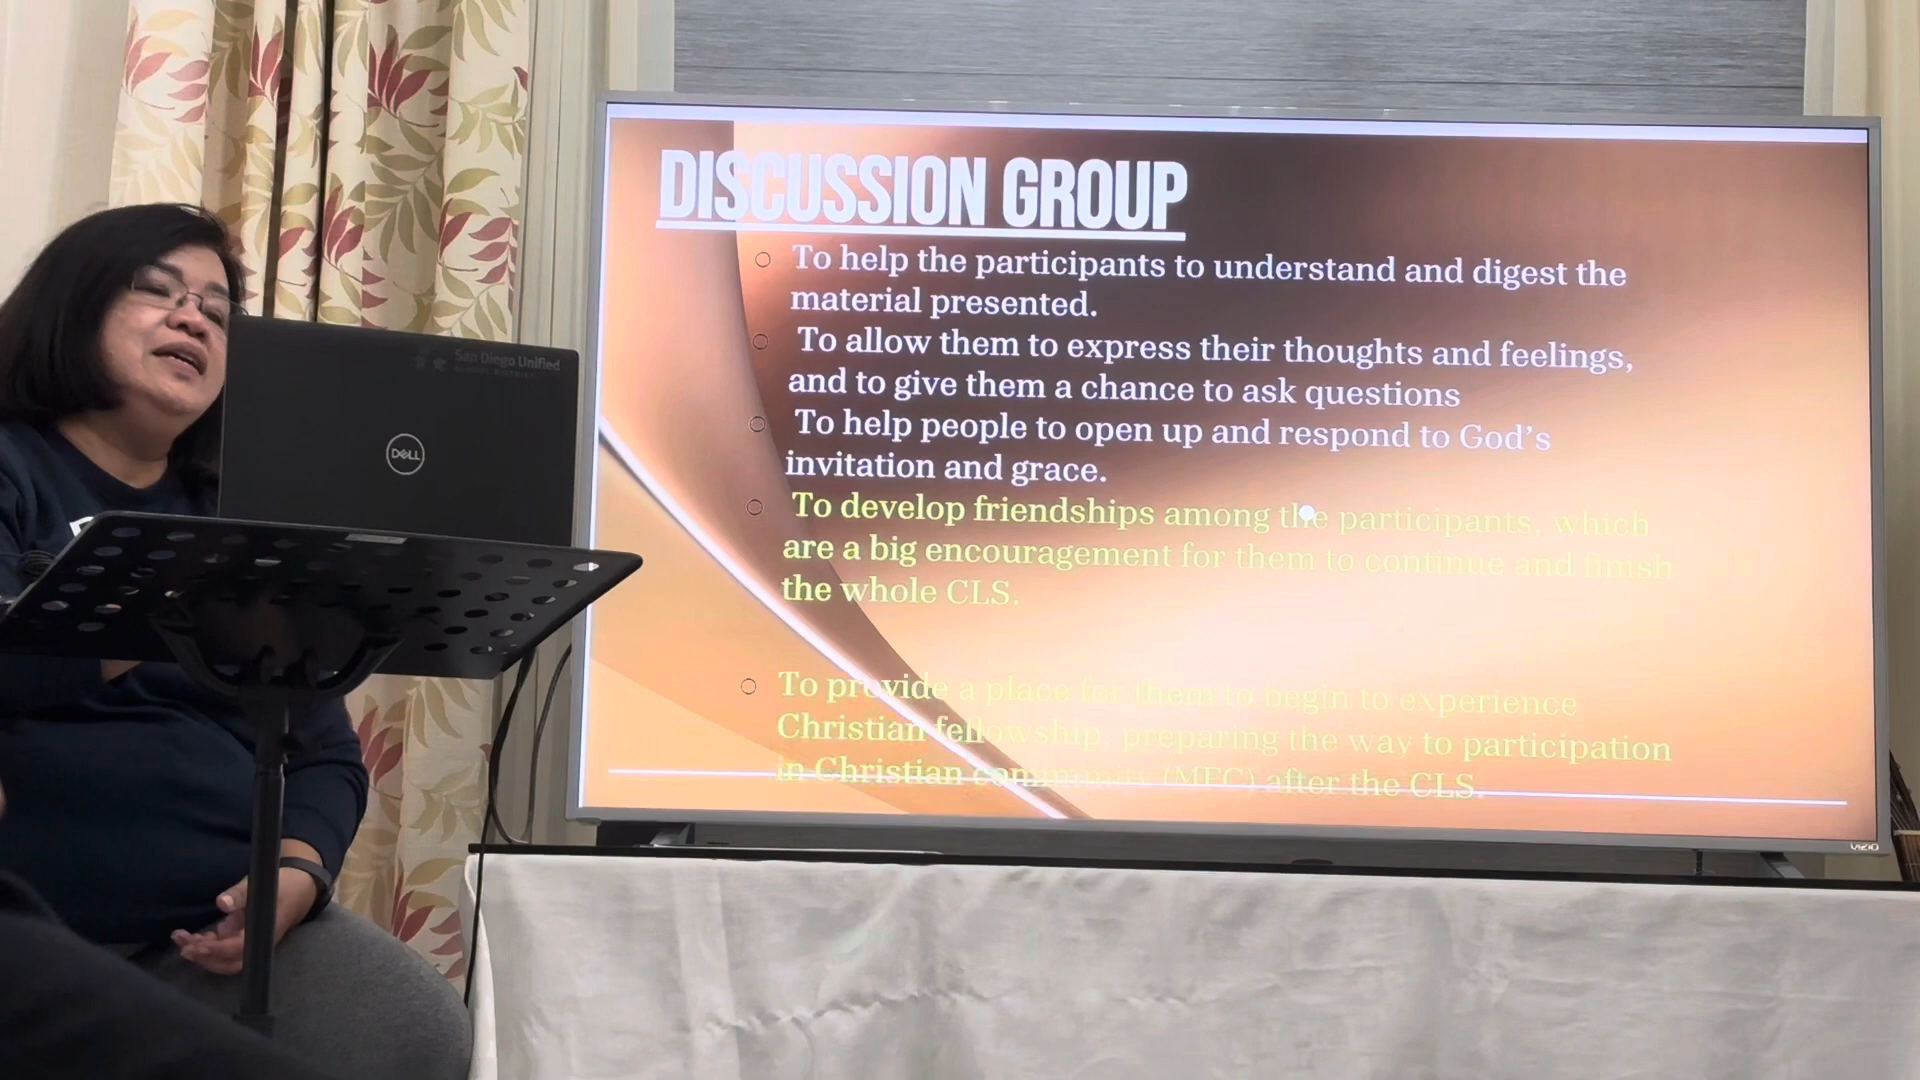 DISCUSSION GROUP
To help the participants to understand and digest the
material presented.
To allow them to express their thoughts and feelings,
and to give them a chance to ask questions
To help people to open up and respond to God's
invitation and grace.
To develop friendships among the participants, which
are a big encouragement for them to continue and finish
the whole CLS.
To provide a place for them to begin to experience
Christian fellowship, preparing the way to participation
in Christian community (MFC) after the CLS.
San Diego Unified
SCHOOL DISTRICT
DELL
VIZIO